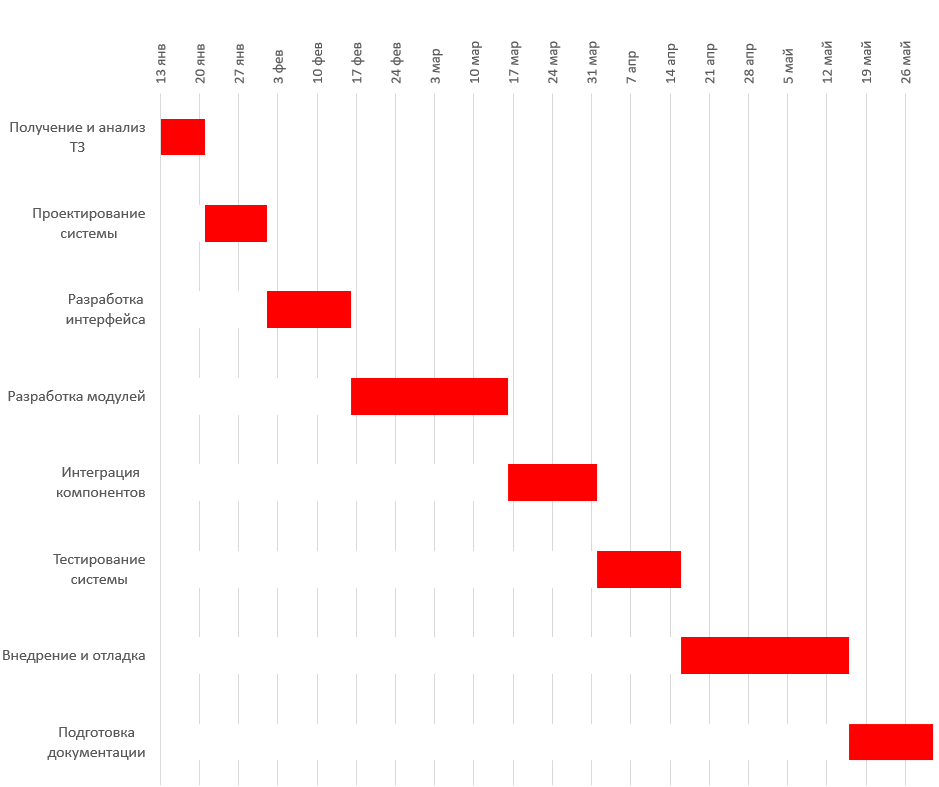 13 янв
20 янв
27 янв
3 фев
10 фев
17 фев
24 фев
3 мар
10 мар
17 мар
24 мар
31 мар
7 апр
14 апр
21 апр
28 апр
5 май
12 май
19 май
26 май
Получение и анализ
ТЗ
Проектирование
системы
Разработка
интерфейса
Разработка модулей
Интеграция
компонентов
Тестирование
системы
Внедрение и отладка
Подготовка
документации